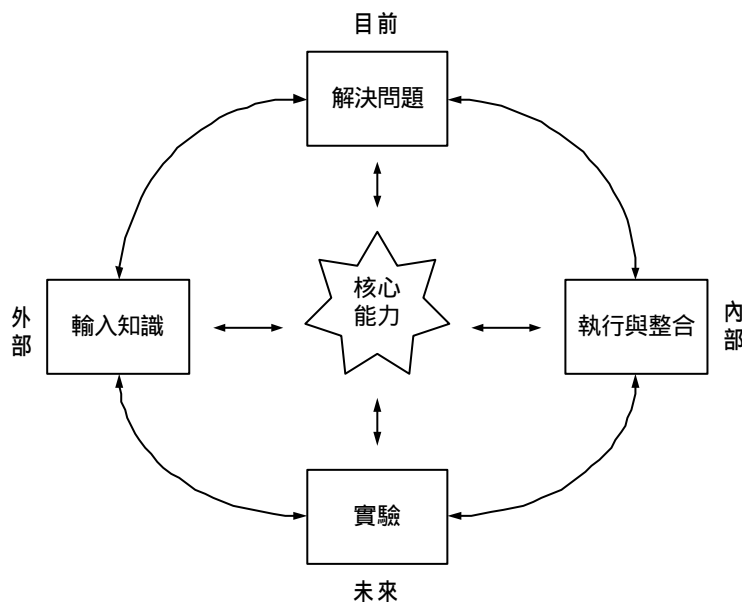 目前
解決問題
核心
能力
外部
輸入知識
執行與整合
內部
實驗
未來